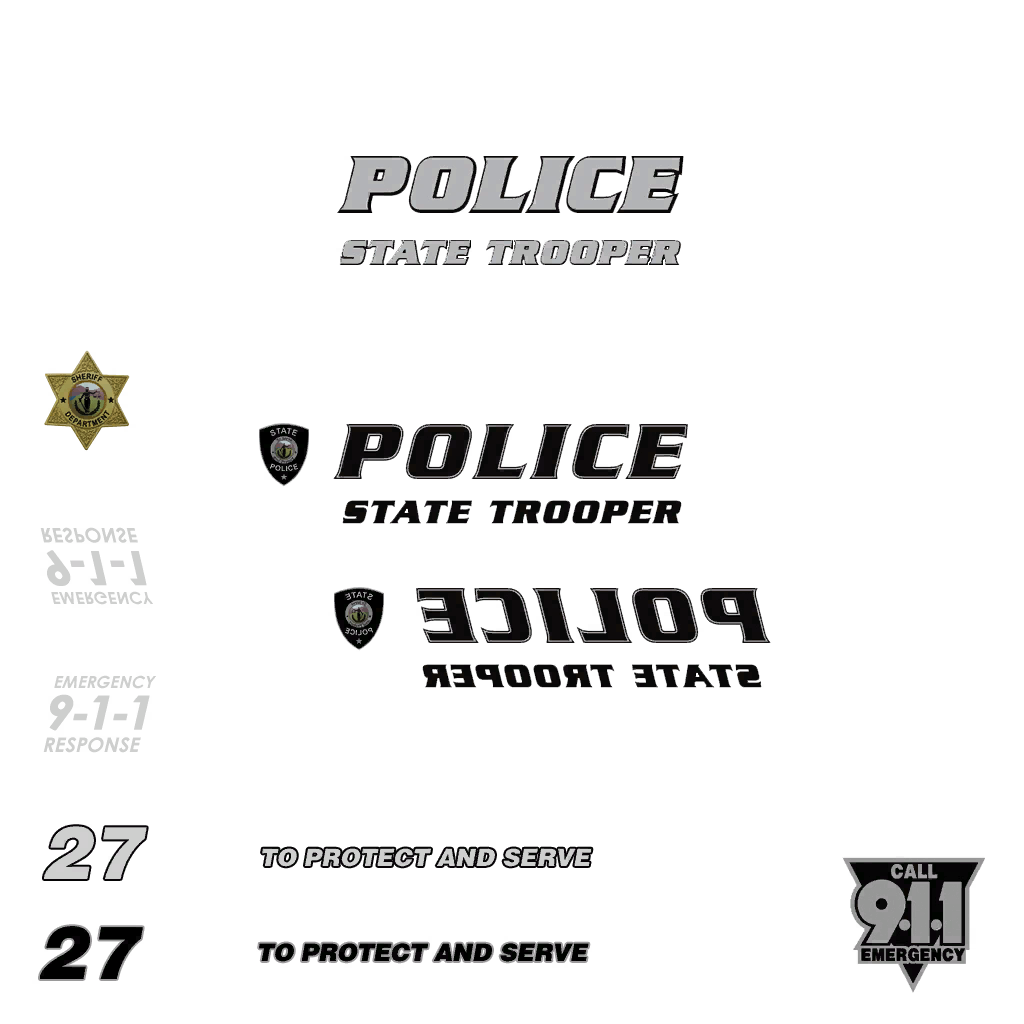 POLICE
STATE TROOPER
SHERIFF
DEPARTMENT
STATE
POLICE
POLICE
STATE TROOPER
RESPONSE
9-1-1
EMERGENCY
STATE
POLICE
POLICE
STATE TROOPER
EMERGENCY
9-1-1
RESPONSE
27
TO PROTECT AND SERVE
CALL
9.1.1
EMERGENCY
27
TO PROTECT AND SERVE